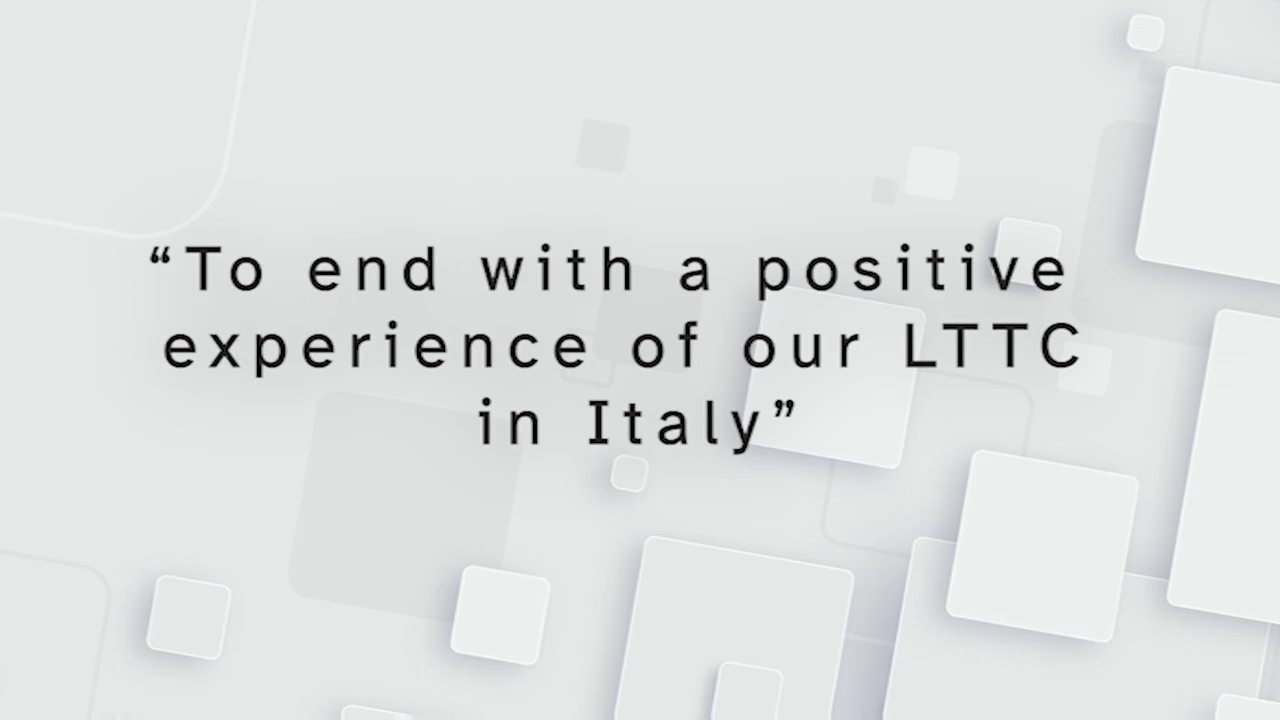 “To end with a positive
experience of our LTTC
in Italy”